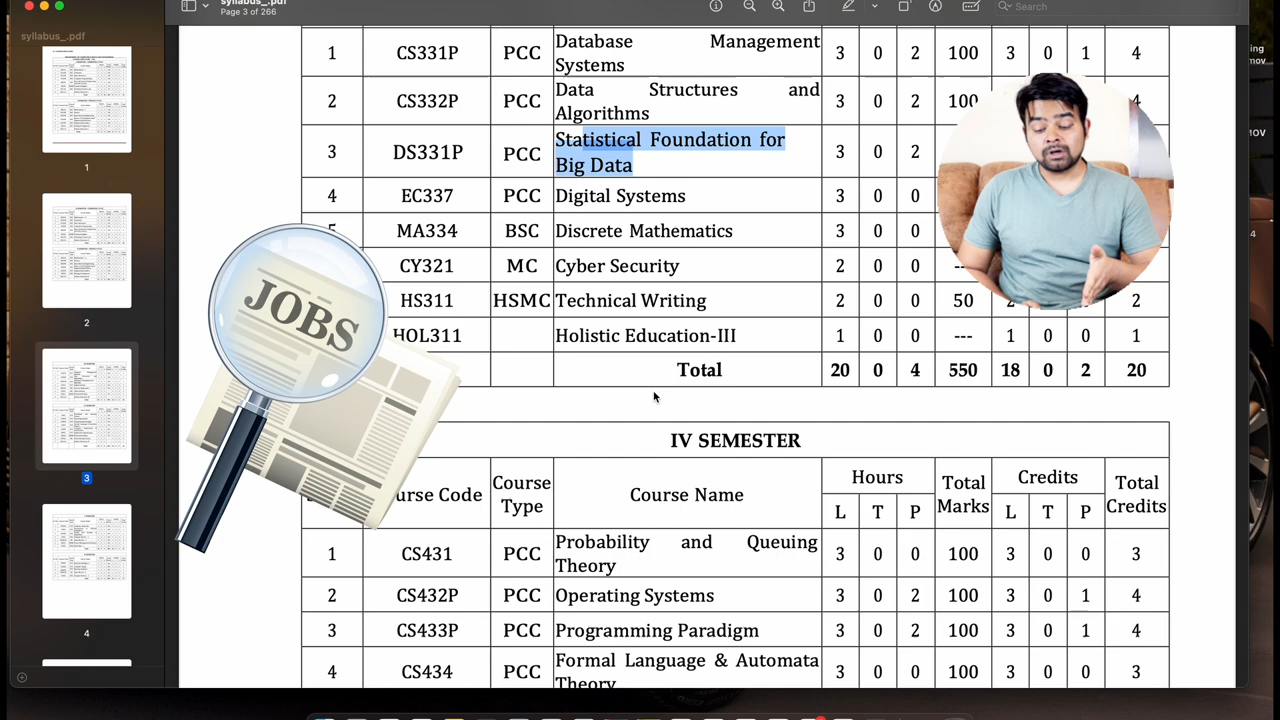 syllabus_.pdf
Page 3 of 266
Search
syllabus_.pdf
1 CS331P PCC Database Management Systems 3 0 2 100 3 0 1 4
2 CS332P PCC Data Structures and Algorithms 3 0 2 100 4
3 DS331P PCC Statistical Foundation for Big Data 3 0 2
4 EC337 PCC Digital Systems 3 0 0
5 MA334 BSC Discrete Mathematics 3 0 0
CY321 MC Cyber Security 2 0 0
HS311 HSMC Technical Writing 2 0 0 50 2 0 0 2
HOL311 Holistic Education-III 1 0 0 --- 1 0 0 1
Total 20 0 4 550 18 0 2 20
IV SEMESTER
Course Code Course Type Course Name Hours Total Marks Credits Total Credits
L T P L T P
1 CS431 PCC Probability and Queuing Theory 3 0 0 100 3 0 0 3
2 CS432P PCC Operating Systems 3 0 2 100 3 0 1 4
3 CS433P PCC Programming Paradigm 3 0 2 100 3 0 1 4
4 CS434 PCC Formal Language & Automata Theory 3 0 0 100 3 0 0 3
JOBS
1
2
3
4